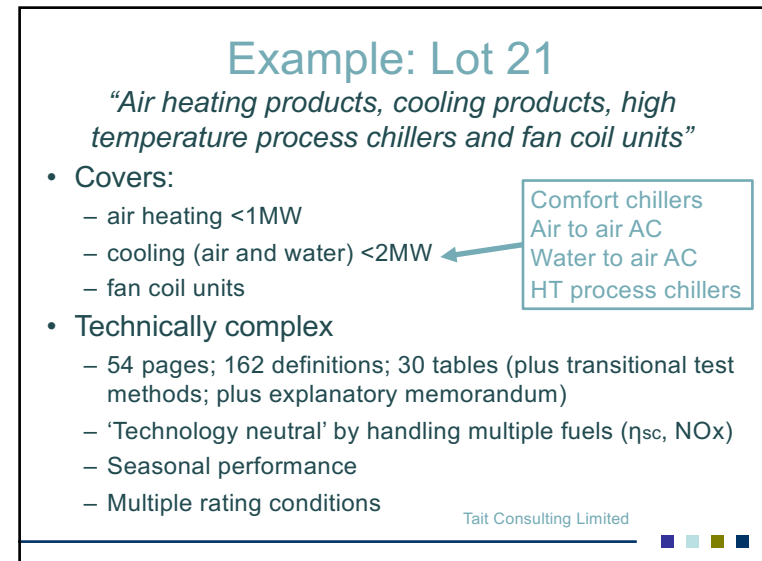 Example: Lot 21
“Air heating products, cooling products, high
temperature process chillers and fan coil units”
• Covers:
– air heating <1MW
– cooling (air and water) <2MW
– fan coil units
Comfort chillers
Air to air AC
Water to air AC
HT process chillers
• Technically complex
– 54 pages; 162 definitions; 30 tables (plus transitional test
methods; plus explanatory memorandum)
– ‘Technology neutral’ by handling multiple fuels (ηsc, NOx)
– Seasonal performance
– Multiple rating conditions
Tait Consulting Limited